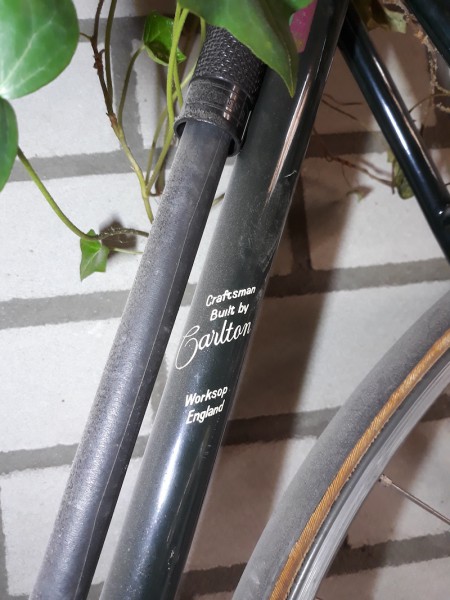 Craftsman
Built by
Carlton
Worksop
England